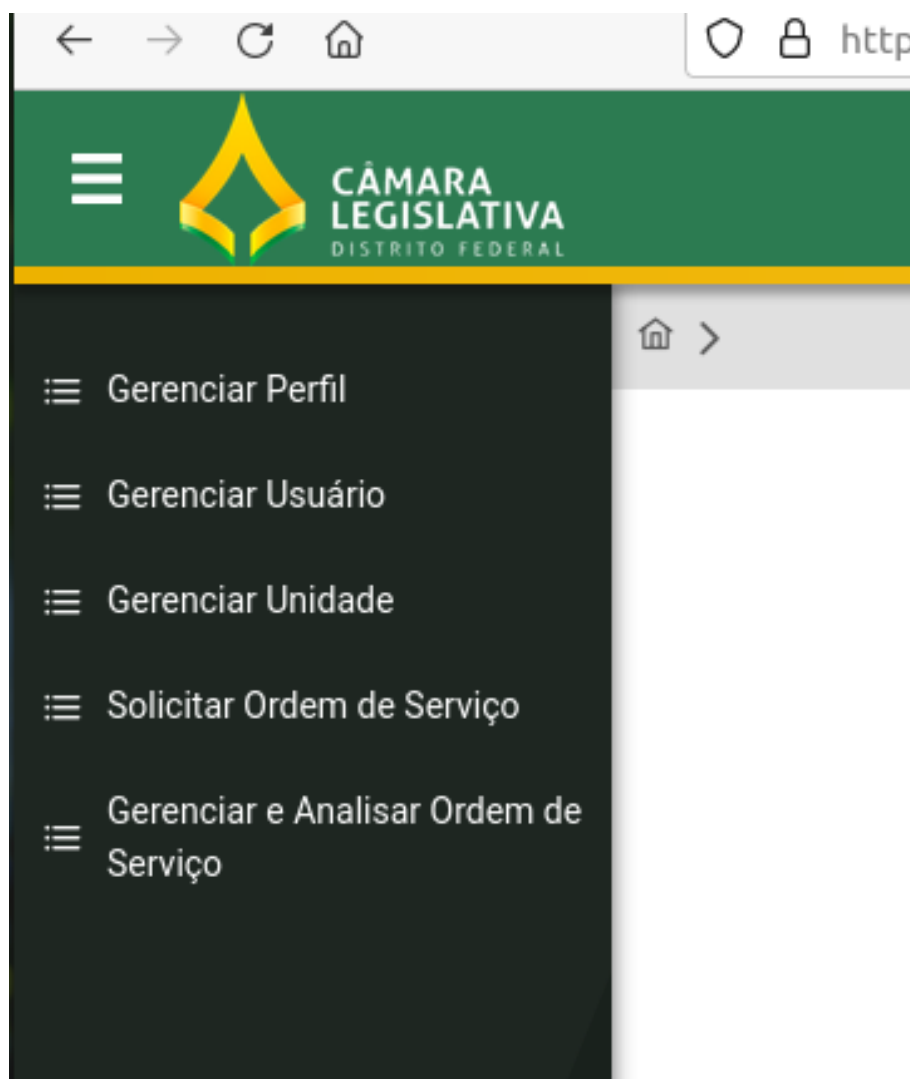 http
CÂMARA
LEGISLATIVA
DISTRITO FEDERAL
Gerenciar Perfil
Gerenciar Usuário
Gerenciar Unidade
Solicitar Ordem de Serviço
Gerenciar e Analisar Ordem de
Serviço